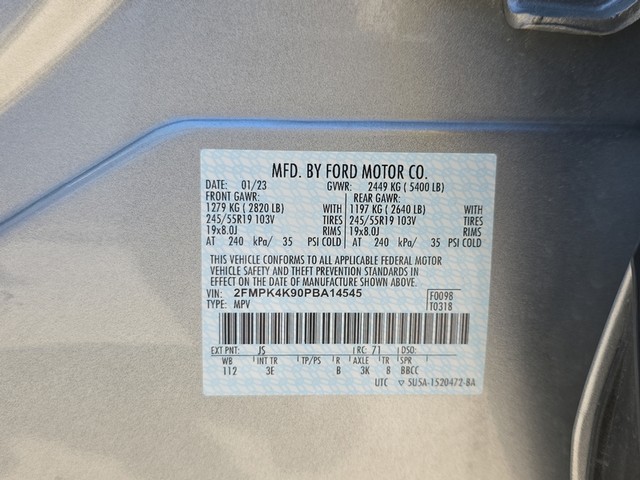 MFD. BY FORD MOTOR CO.
DATE: 01/23 GVWR: 2449 KG ( 5400 LB)
FRONT GAWR: REAR GAWR:
1279 KG ( 2820 LB) WITH 1197 KG ( 2640 LB) WITH
245/55R19 103V TIRES 245/55R19 103V TIRES
19x8.0J RIMS 19x8.0J RIMS
AT 240 kPa/ 35 PSI COLD AT 240 kPa/ 35 PSI COLD
THIS VEHICLE CONFORMS TO ALL APPLICABLE FEDERAL MOTOR
VEHICLE SAFETY AND THEFT PREVENTION STANDARDS IN
EFFECT ON THE DATE OF MANUFACTURE SHOWN ABOVE.
VIN: 2FMPK4K90PBA14545 F0098
TYPE: MPV T0318
EXT PNT: JS RC: 71 DSO:
WB INT TR TP/PS R AXLE TR SPR
112 3E B 3K 8 BBCC
UTC ▽ 5U5A-1520472-BA